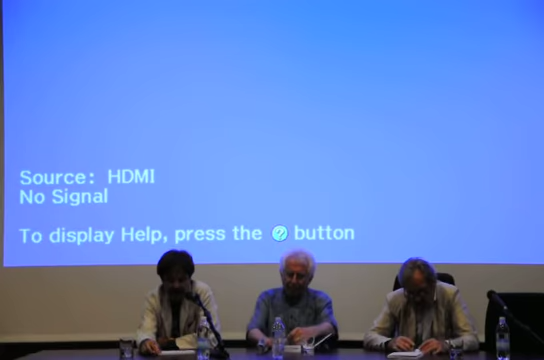 Source: HDMI
No Signal
To display Help, press the ? button